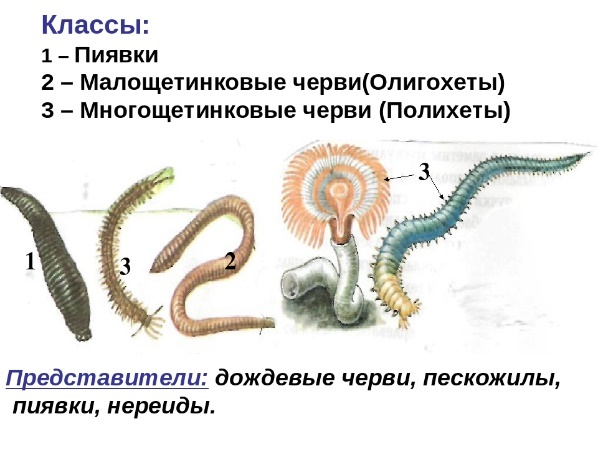 Классы:
1 – Пиявки
2 – Малощетинковые черви(Олигохеты)
3 – Многощетинковые черви (Полихеты)
3
1
3
2
Представители: дождевые черви, пескожилы,
пиявки, нереиды.